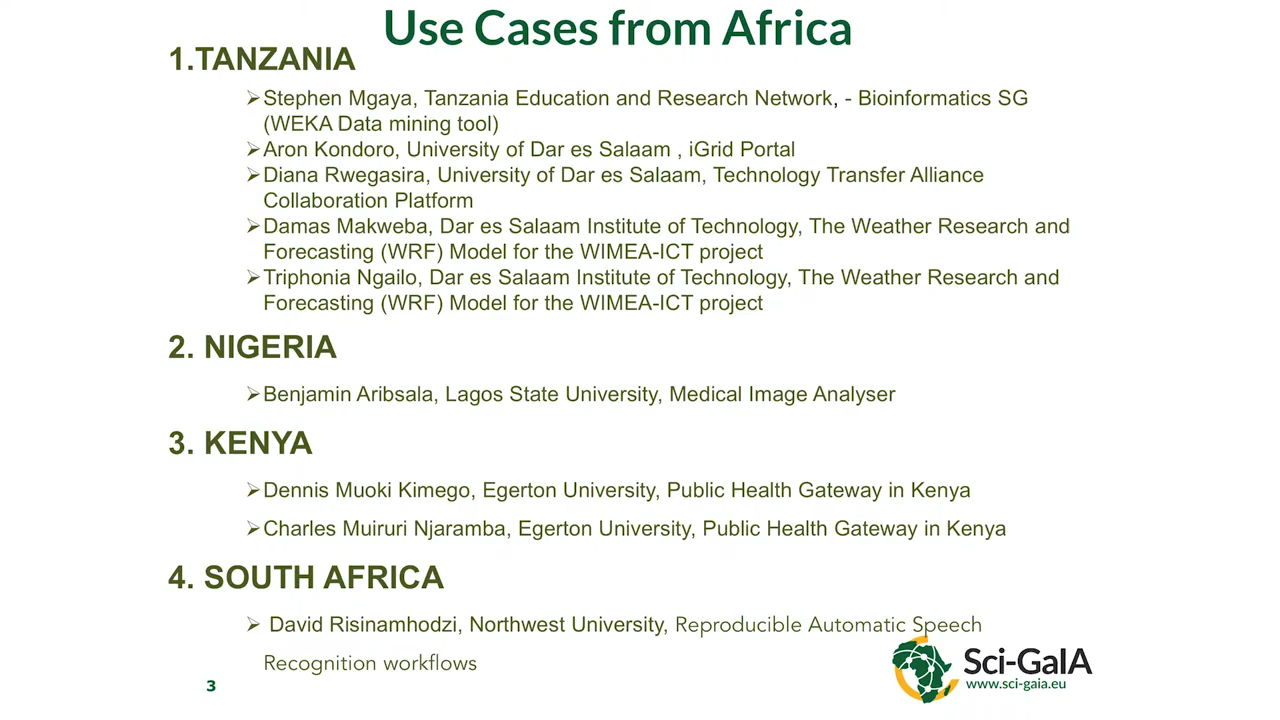 Use Cases from Africa
1.TANZANIA
➢Stephen Mgaya, Tanzania Education and Research Network, - Bioinformatics SG
(WEKA Data mining tool)
➢Aron Kondoro, University of Dar es Salaam , iGrid Portal
➢Diana Rwegasira, University of Dar es Salaam, Technology Transfer Alliance
Collaboration Platform
➢Damas Makweba, Dar es Salaam Institute of Technology, The Weather Research and
Forecasting (WRF) Model for the WIMEA-ICT project
➢Triphonia Ngailo, Dar es Salaam Institute of Technology, The Weather Research and
Forecasting (WRF) Model for the WIMEA-ICT project
2. NIGERIA
➢Benjamin Aribsala, Lagos State University, Medical Image Analyser
3. KENYA
➢Dennis Muoki Kimego, Egerton University, Public Health Gateway in Kenya
➢Charles Muiruri Njaramba, Egerton University, Public Health Gateway in Kenya
4. SOUTH AFRICA
➢ David Risinamhodzi, Northwest University, Reproducible Automatic Speech
Recognition workflows
Sci-GaIA
www.sci-gaia.eu
3